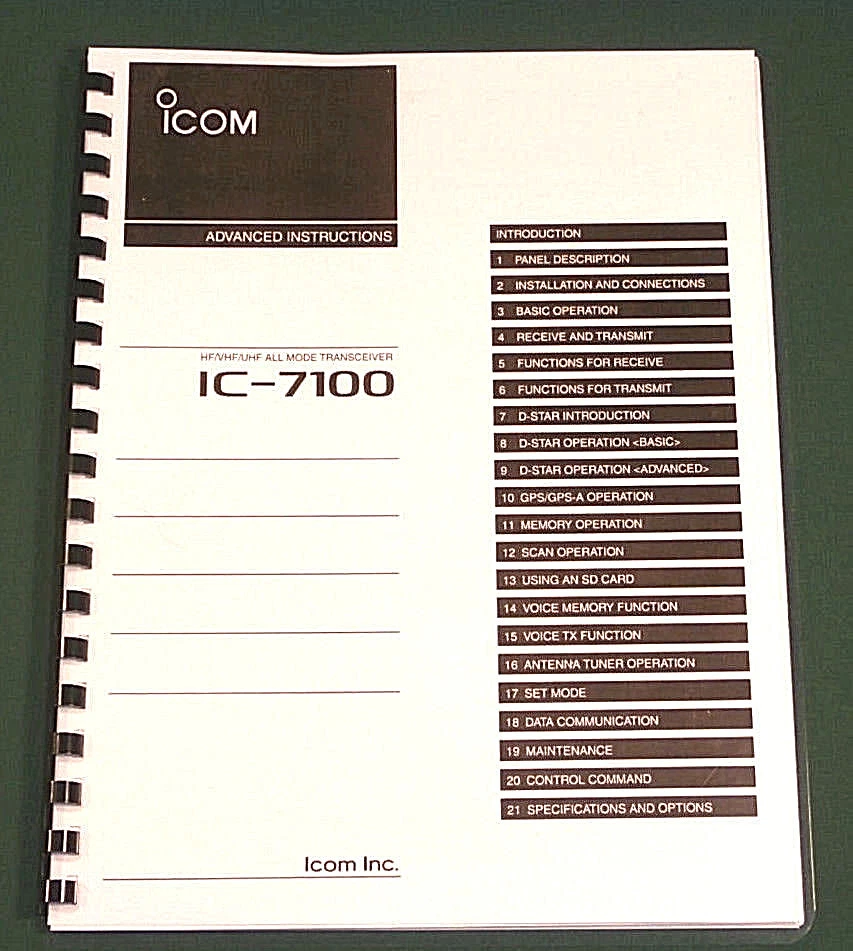 ICOM
ADVANCED INSTRUCTIONS
HF/VHF/UHF ALL MODE TRANSCEIVER
IC-7100
Icom Inc.
INTRODUCTION
1 PANEL DESCRIPTION
2 INSTALLATION AND CONNECTIONS
3 BASIC OPERATION
4 RECEIVE AND TRANSMIT
5 FUNCTIONS FOR RECEIVE
6 FUNCTIONS FOR TRANSMIT
7 D-STAR INTRODUCTION
8 D-STAR OPERATION <BASIC>
9 D-STAR OPERATION <ADVANCED>
10 GPS/GPS-A OPERATION
11 MEMORY OPERATION
12 SCAN OPERATION
13 USING AN SD CARD
14 VOICE MEMORY FUNCTION
15 VOICE TX FUNCTION
16 ANTENNA TUNER OPERATION
17 SET MODE
18 DATA COMMUNICATION
19 MAINTENANCE
20 CONTROL COMMAND
21 SPECIFICATIONS AND OPTIONS